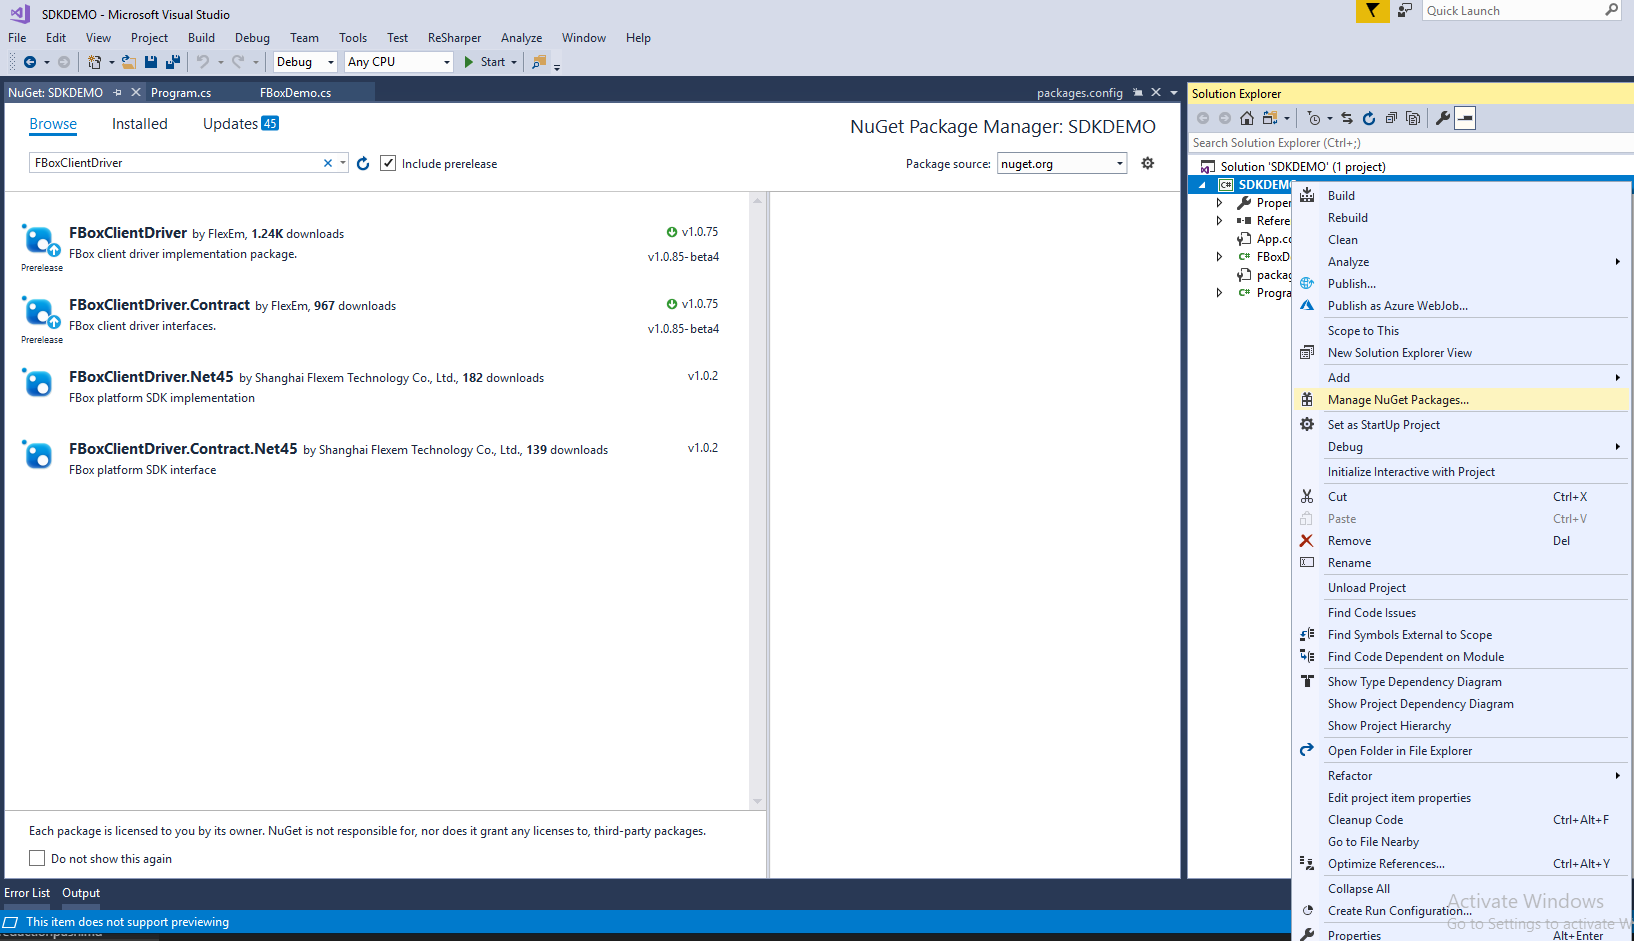 SDKDEMO - Microsoft Visual Studio
Quick Launch
File Edit View Project Build Debug Team Tools Test ReSharper Analyze Window Help
Debug Any CPU Start
NuGet: SDKDEMO Program.cs FBoxDemo.cs packages.config
Browse Installed Updates 45
NuGet Package Manager: SDKDEMO
FBoxClientDriver Include prerelease
Package source: nuget.org
FBoxClientDriver by FlexEm, 1.24K downloads v1.0.75
FBox client driver implementation package. v1.0.85-beta4
Prerelease
FBoxClientDriver.Contract by FlexEm, 967 downloads v1.0.75
FBox client driver interfaces. v1.0.85-beta4
Prerelease
FBoxClientDriver.Net45 by Shanghai Flexem Technology Co., Ltd., 182 downloads v1.0.2
FBox platform SDK implementation
FBoxClientDriver.Contract.Net45 by Shanghai Flexem Technology Co., Ltd., 139 downloads v1.0.2
FBox platform SDK interface
Each package is licensed to you by its owner. NuGet is not responsible for, nor does it grant any licenses to, third-party packages.
Do not show this again
Error List Output
This item does not support previewing
Solution Explorer
Search Solution Explorer (Ctrl+;)
Solution 'SDKDEMO' (1 project)
C# SDKDEMO
Proper
Refere
App.co
C# FBoxD
packag
C# Progra
Build
Rebuild
Clean
Analyze
Publish...
Publish as Azure WebJob...
Scope to This
New Solution Explorer View
Add
Manage NuGet Packages...
Set as StartUp Project
Debug
Initialize Interactive with Project
Cut Ctrl+X
Paste Ctrl+V
Remove Del
Rename
Unload Project
Find Code Issues
Find Symbols External to Scope
Find Code Dependent on Module
Show Type Dependency Diagram
Show Project Dependency Diagram
Show Project Hierarchy
Open Folder in File Explorer
Refactor
Edit project item properties
Cleanup Code Ctrl+Alt+F
Go to File Nearby
Optimize References... Ctrl+Alt+Y
Collapse All
Create Run Configuration...
Properties Alt+Enter
Activate Windows
Go to Settings to activate W